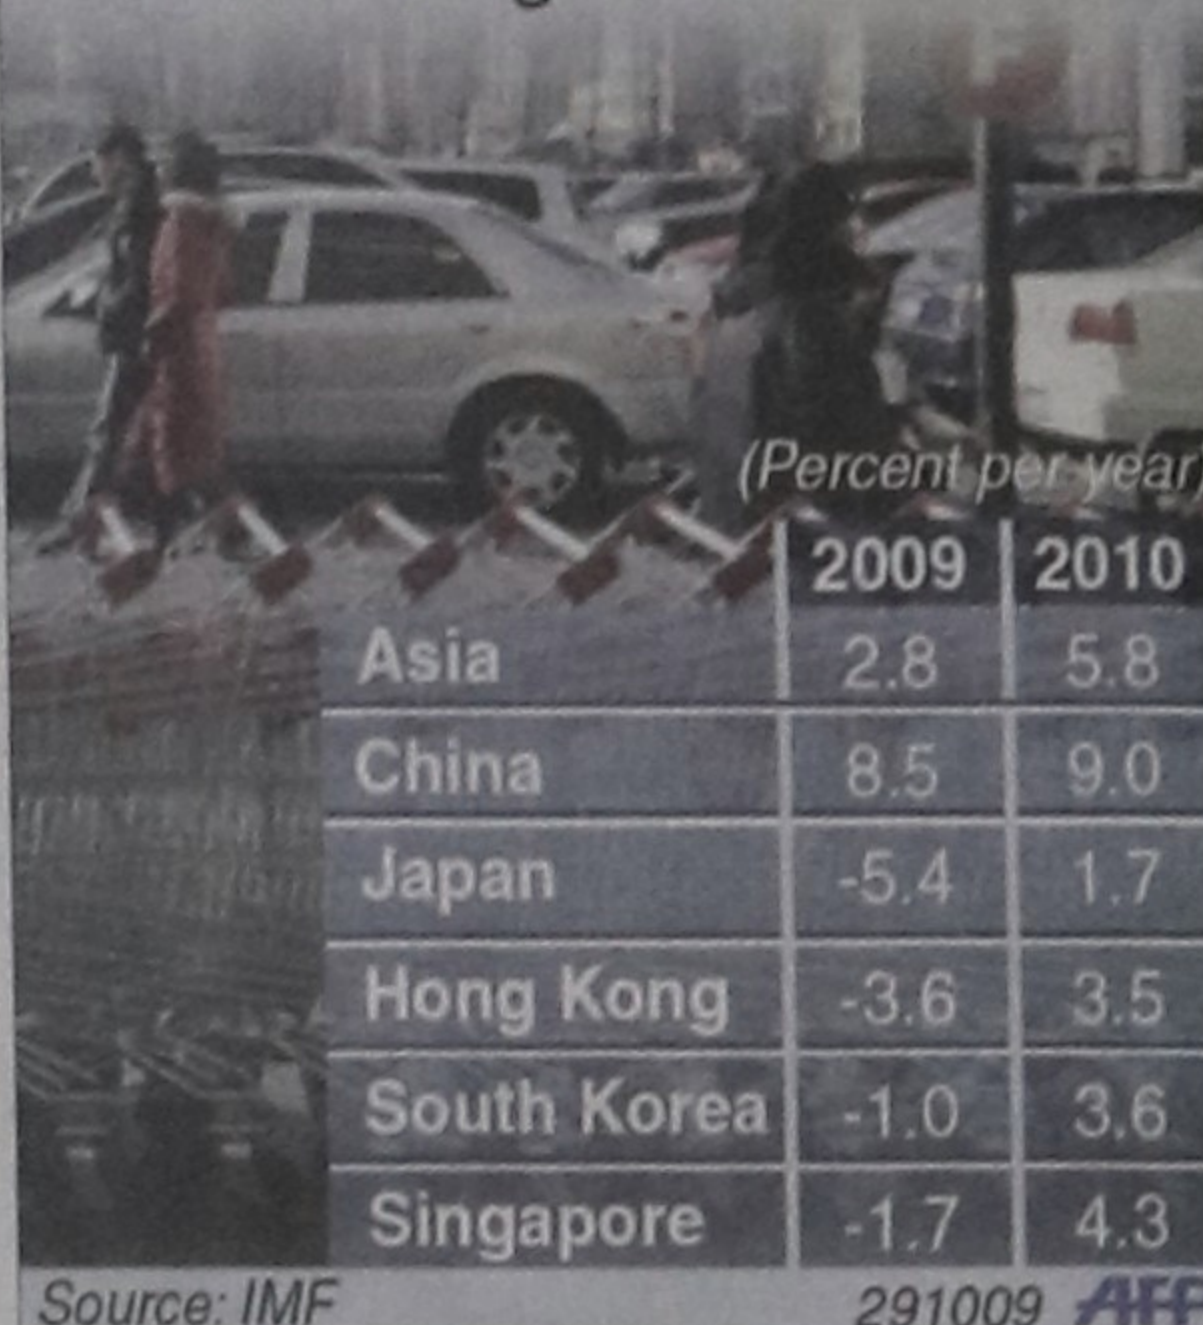 (Percent per year)
2009 2010
Asia 2.8 5.8
China 8.5 9.0
Japan -5.4 1.7
Hong Kong -3.6 3.5
South Korea -1.0 3.6
Singapore -1.7 4.3
Source: IMF 291009 AFP